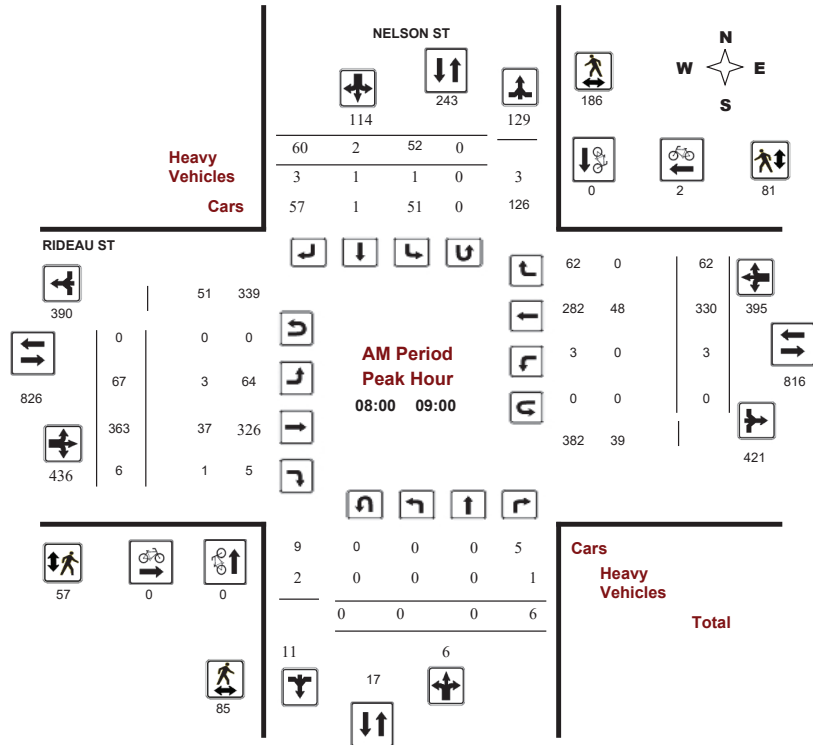 NELSON ST
N
W E
S
243
186
114
129
60 2 52 0
Heavy
Vehicles
3 1 1 0 3
0 2 81
Cars
57 1 51 0 126
RIDEAU ST
62 0 62
390
51 339
282 48 330 395
0 0 0
AM Period
Peak Hour
08:00 09:00
3 0 3
816
826
67 3 64
0 0 0
363 37 326
382 39
421
436
6 1 5
9 0 0 0 5
Cars
2 0 0 0 1
Heavy
Vehicles
57 0 0
0 0 0 6
Total
11 6
17
85